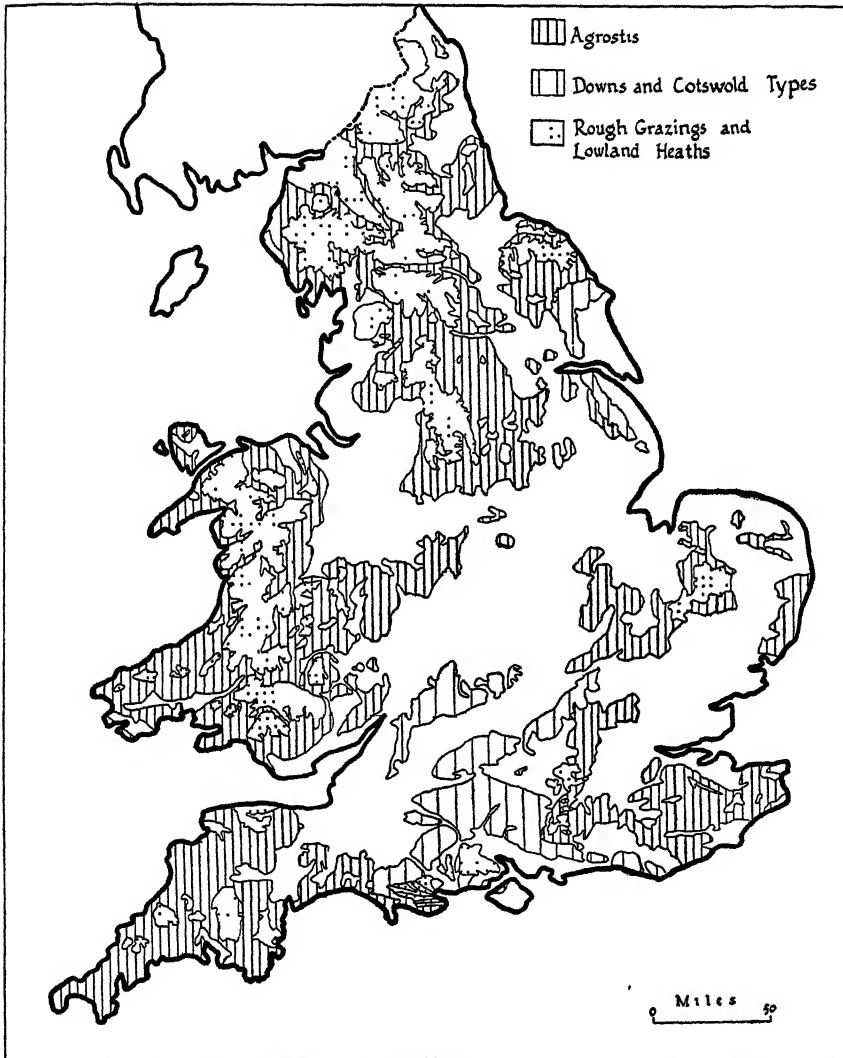 Agrostis
Downs and Cotswold Types
Rough Grazings and
Lowland Heaths
Miles
0 50